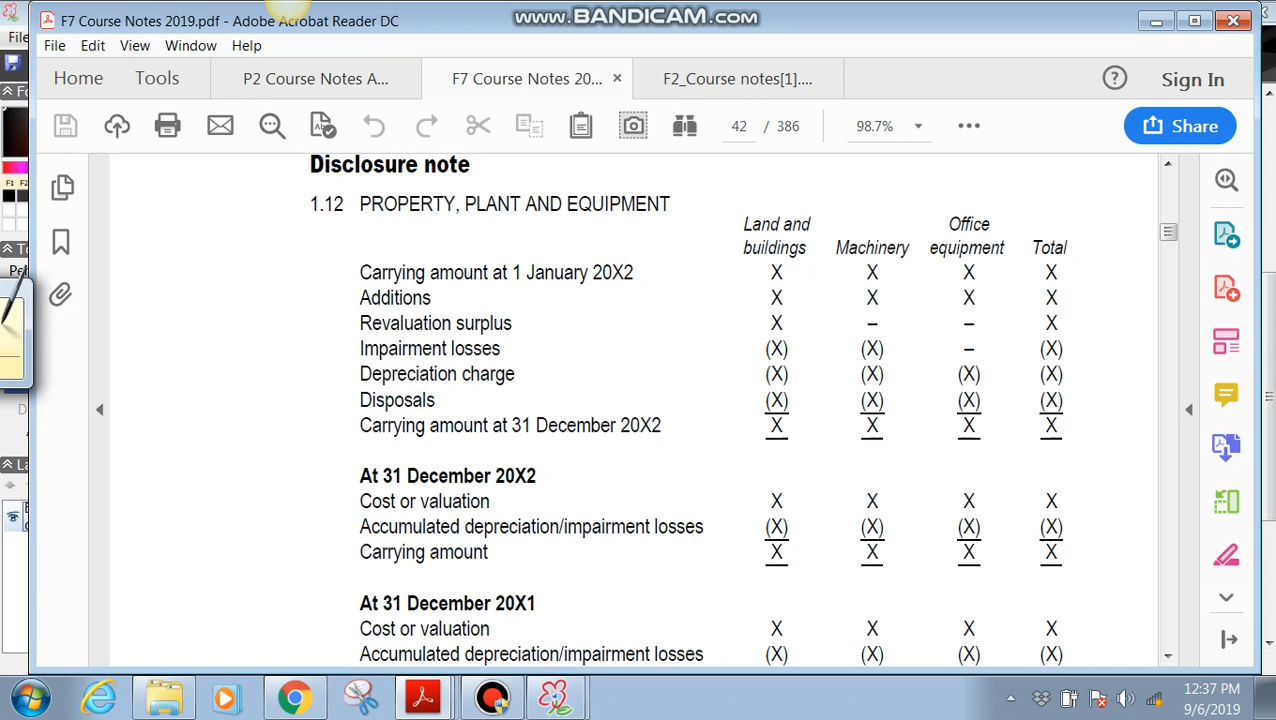 F7 Course Notes 2019.pdf - Adobe Acrobat Reader DC
www.BANDICAM.com
File Edit View Window Help
Home Tools P2 Course Notes A... F7 Course Notes 20... × F2_Course notes[1].... ? Sign In
42 / 386 98.7% Share
Disclosure note
1.12 PROPERTY, PLANT AND EQUIPMENT
Land and Office
buildings Machinery equipment Total
Carrying amount at 1 January 20X2 X X X X
Additions X X X X
Revaluation surplus X – – X
Impairment losses (X) (X) – (X)
Depreciation charge (X) (X) (X) (X)
Disposals (X) (X) (X) (X)
Carrying amount at 31 December 20X2 X X X X
At 31 December 20X2
Cost or valuation X X X X
Accumulated depreciation/impairment losses (X) (X) (X) (X)
Carrying amount X X X X
At 31 December 20X1
Cost or valuation X X X X
Accumulated depreciation/impairment losses (X) (X) (X) (X)
12:37 PM
9/6/2019
File
F1 F2